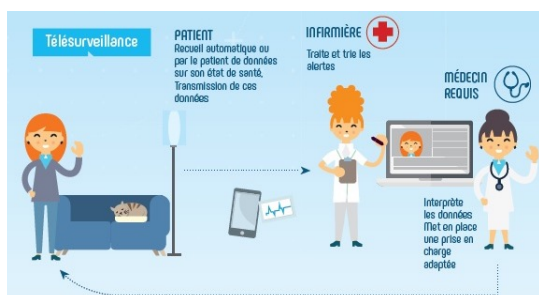 Télésurveillance
PATIENT
Recueil automatique ou
par le patient de données
sur son état de santé,
Transmission de ces
données
INFIRMIÈRE
Traite et trie les
alertes
MÉDECIN
REQUIS
Interprète
les données
Met en place
une prise en
charge
adaptée